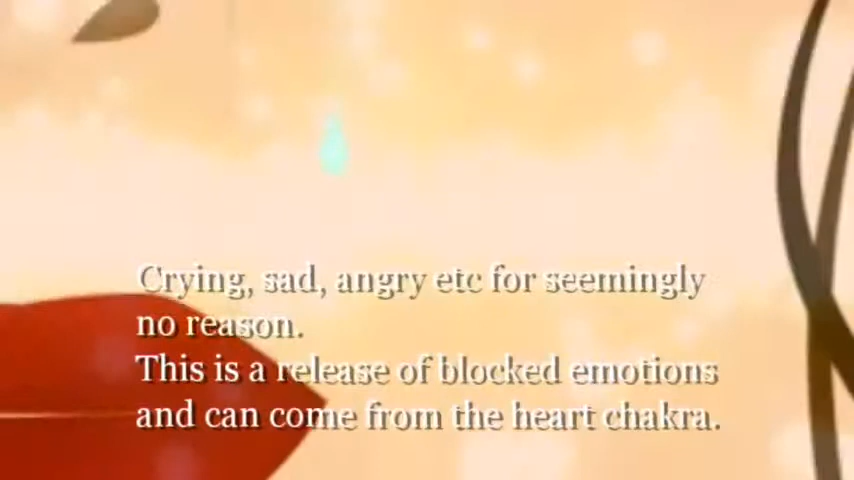 Crying, sad, angry etc for seemingly
no reason.
This is a release of blocked emotions
and can come from the heart chakra.